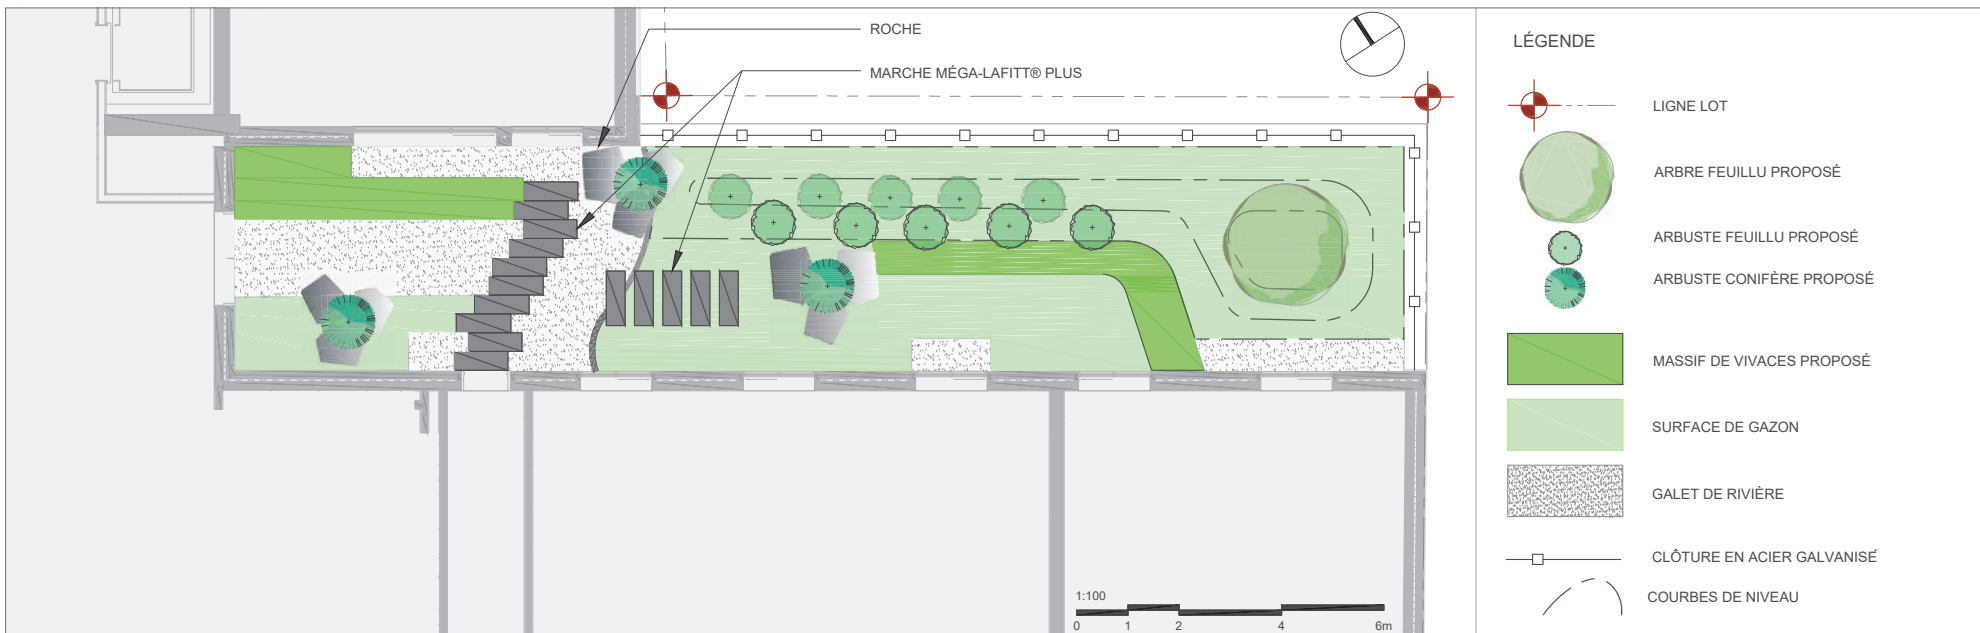 ROCHE
MARCHE MÉGA-LAFITT® PLUS
LÉGENDE
LIGNE LOT
ARBRE FEUILLU PROPOSÉ
ARBUSTE FEUILLU PROPOSÉ
ARBUSTE CONIFÈRE PROPOSÉ
MASSIF DE VIVACES PROPOSÉ
SURFACE DE GAZON
GALET DE RIVIÈRE
CLÔTURE EN ACIER GALVANISÉ
COURBES DE NIVEAU
1:100
0 1 2 4 6m